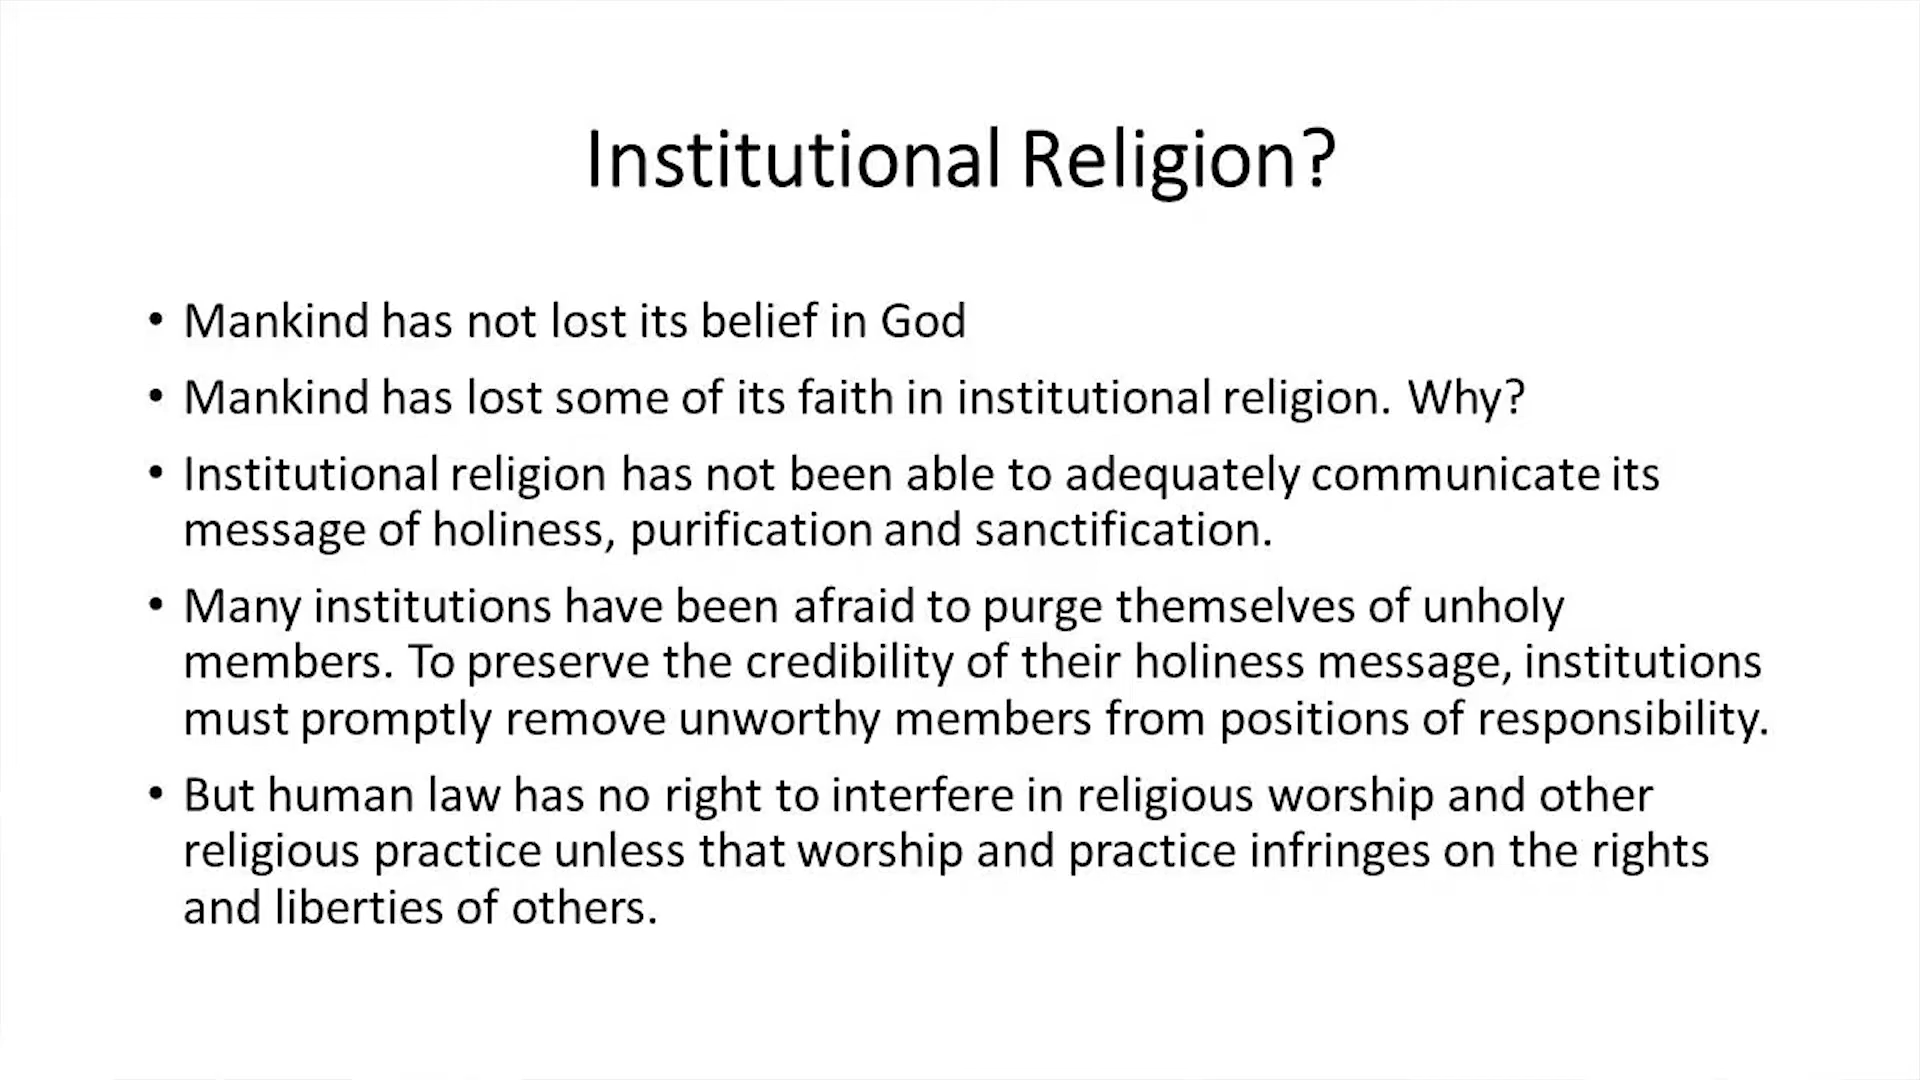 Institutional Religion?
• Mankind has not lost its belief in God
• Mankind has lost some of its faith in institutional religion. Why?
• Institutional religion has not been able to adequately communicate its
message of holiness, purification and sanctification.
• Many institutions have been afraid to purge themselves of unholy
members. To preserve the credibility of their holiness message, institutions
must promptly remove unworthy members from positions of responsibility.
• But human law has no right to interfere in religious worship and other
religious practice unless that worship and practice infringes on the rights
and liberties of others.